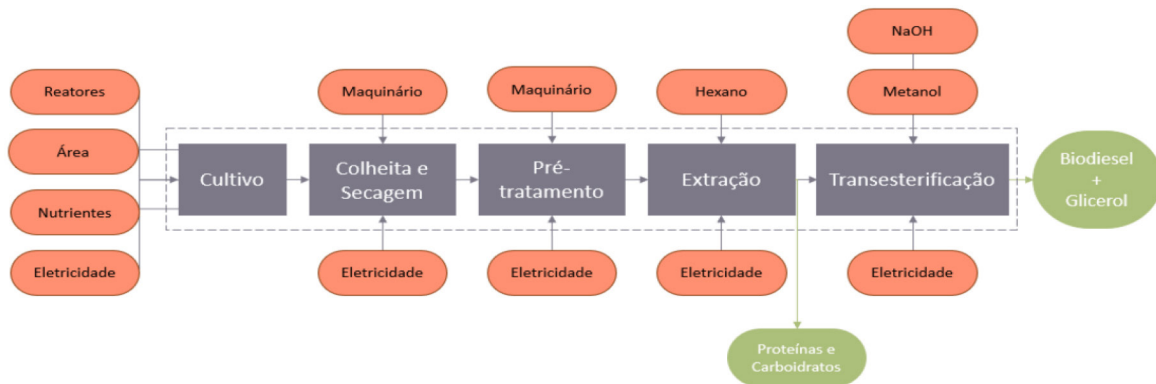 NaOH
Reatores
Maquinário
Maquinário
Hexano
Metanol
Área
Cultivo
Colheita e
Secagem
Pré-
tratamento
Extração
Transesterificação
Biodiesel
+
Glicerol
Nutrientes
Eletricidade
Eletricidade
Eletricidade
Eletricidade
Eletricidade
Proteínas e
Carboidratos